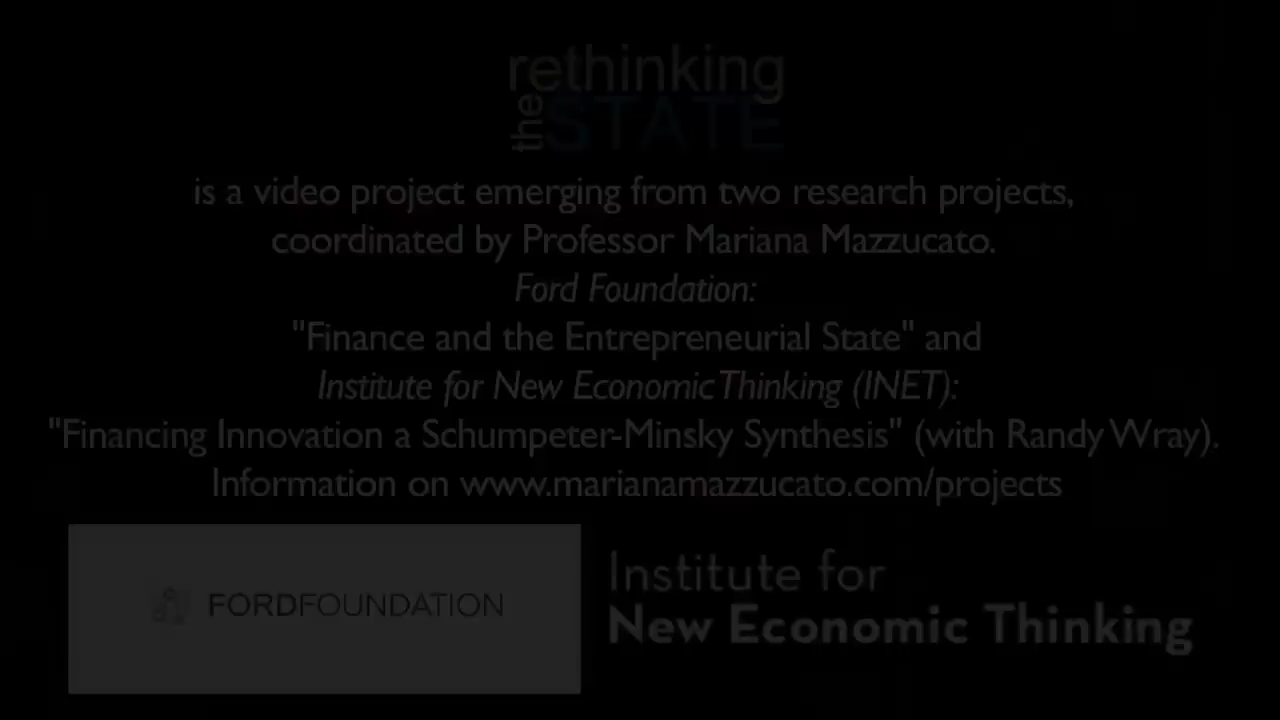 rethinking
the STATE
is a video project emerging from two research projects,
coordinated by Professor Mariana Mazzucato.
Ford Foundation:
"Finance and the Entrepreneurial State" and
Institute for New Economic Thinking (INET):
"Financing Innovation a Schumpeter-Minsky Synthesis" (with Randy Wray).
Information on www.marianamazzucato.com/projects
FORDFOUNDATION
Institute for
New Economic Thinking